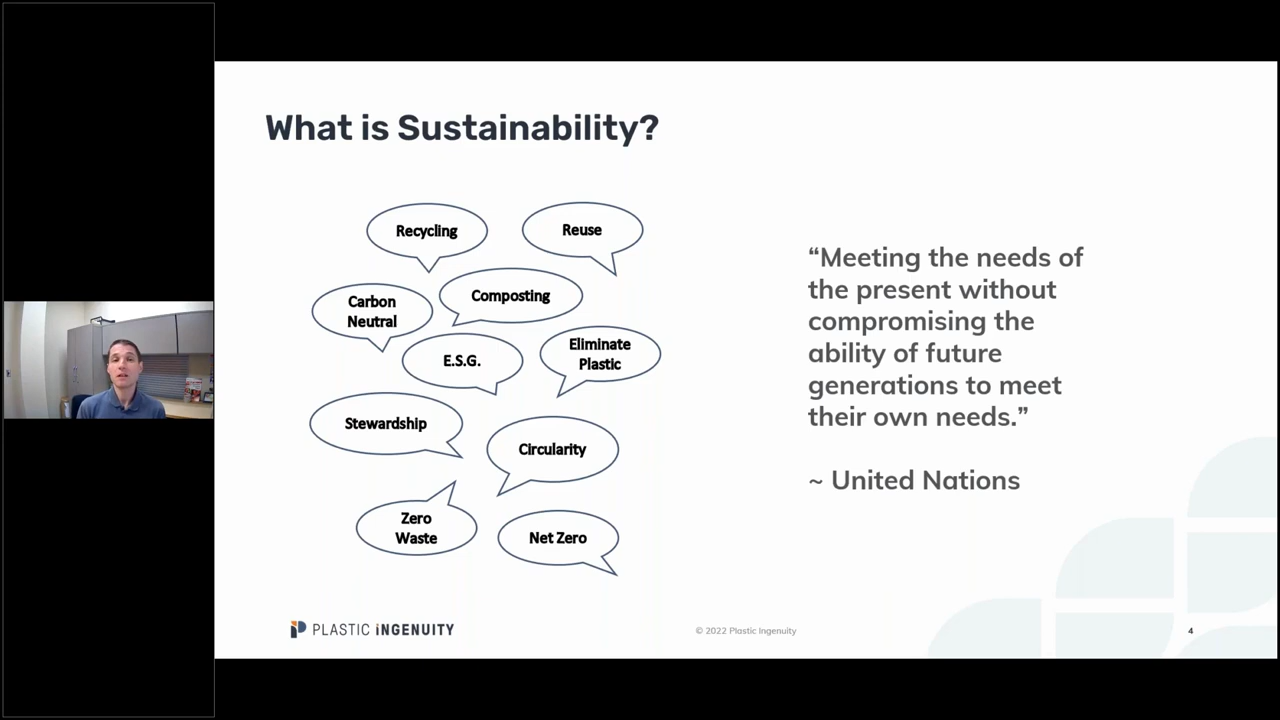 What is Sustainability?
Recycling
Reuse
Carbon
Neutral
Composting
E.S.G.
Eliminate
Plastic
Stewardship
Circularity
Zero
Waste
Net Zero
“Meeting the needs of
the present without
compromising the
ability of future
generations to meet
their own needs.”
~ United Nations
PLASTIC iNGENUITY
© 2022 Plastic Ingenuity
4